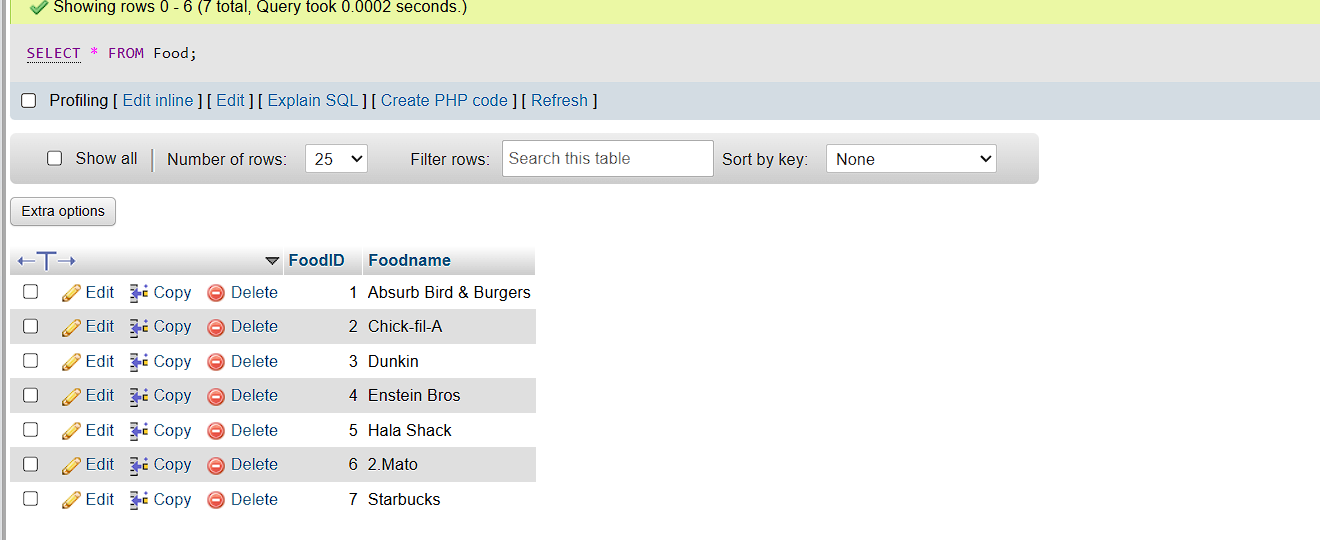 Showing rows 0 - 6 (7 total, Query took 0.0002 seconds.)
SELECT * FROM Food;
Profiling [ Edit inline ] [ Edit ] [ Explain SQL ] [ Create PHP code ] [ Refresh ]
Show all | Number of rows: 25 Filter rows: Search this table Sort by key: None
Extra options
←T→ FoodID Foodname
Edit Copy Delete 1 Absurb Bird & Burgers
Edit Copy Delete 2 Chick-fil-A
Edit Copy Delete 3 Dunkin
Edit Copy Delete 4 Enstein Bros
Edit Copy Delete 5 Hala Shack
Edit Copy Delete 6 2.Mato
Edit Copy Delete 7 Starbucks